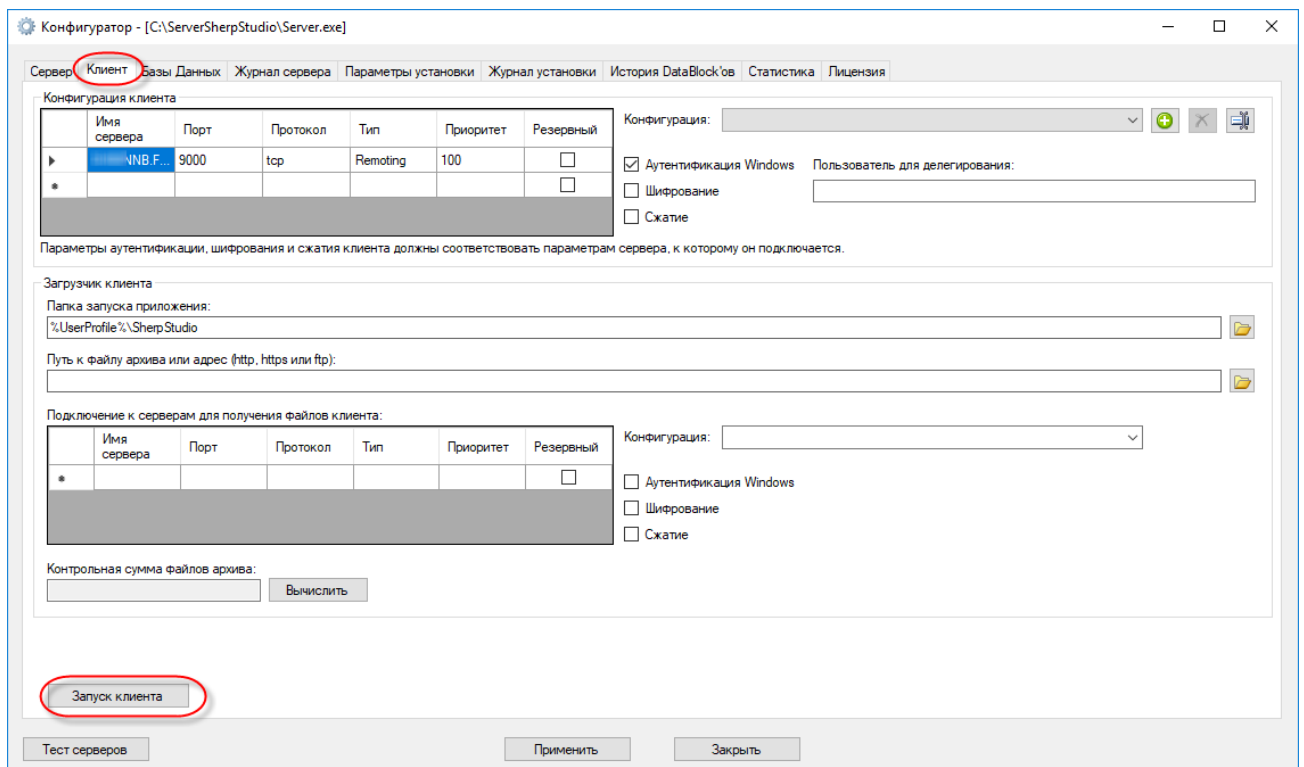 Конфигуратор - [C:\ServerSherpStudio\Server.exe]
Сервер Клиент Базы Данных Журнал сервера Параметры установки Журнал установки История DataBlock'ов Статистика Лицензия
Конфигурация клиента
Имя сервера Порт Протокол Тип Приоритет Резервный
NNB.F... 9000 tcp Remoting 100
Конфигурация:
Аутентификация Windows Пользователь для делегирования:
Шифрование
Сжатие
Параметры аутентификации, шифрования и сжатия клиента должны соответствовать параметрам сервера, к которому он подключается.
Загрузчик клиента
Папка запуска приложения:
%UserProfile%\SherpStudio
Путь к файлу архива или адрес (http, https или ftp):
Подключение к серверам для получения файлов клиента:
Имя сервера Порт Протокол Тип Приоритет Резервный
Конфигурация:
Аутентификация Windows
Шифрование
Сжатие
Контрольная сумма файлов архива:
Вычислить
Запуск клиента
Тест серверов Применить Закрыть